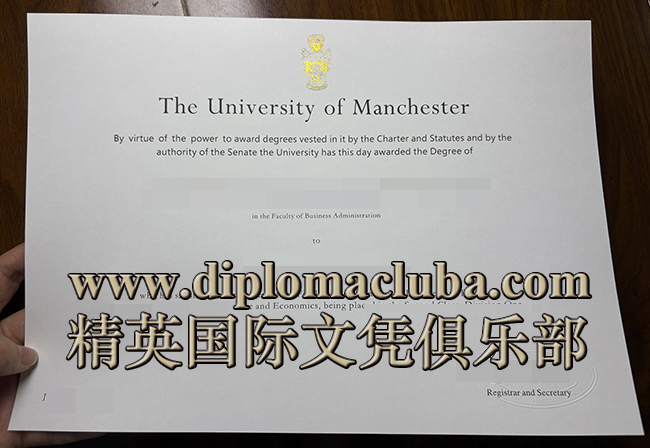 The University of Manchester
By virtue of the power to award degrees vested in it by the Charter and Statutes and by the
authority of the Senate the University has this day awarded the Degree of
in the Faculty of Business Administration
to
www.diplomacluba.com
and Economics, being
精英国际文凭俱乐部
J
Registrar and Secretary